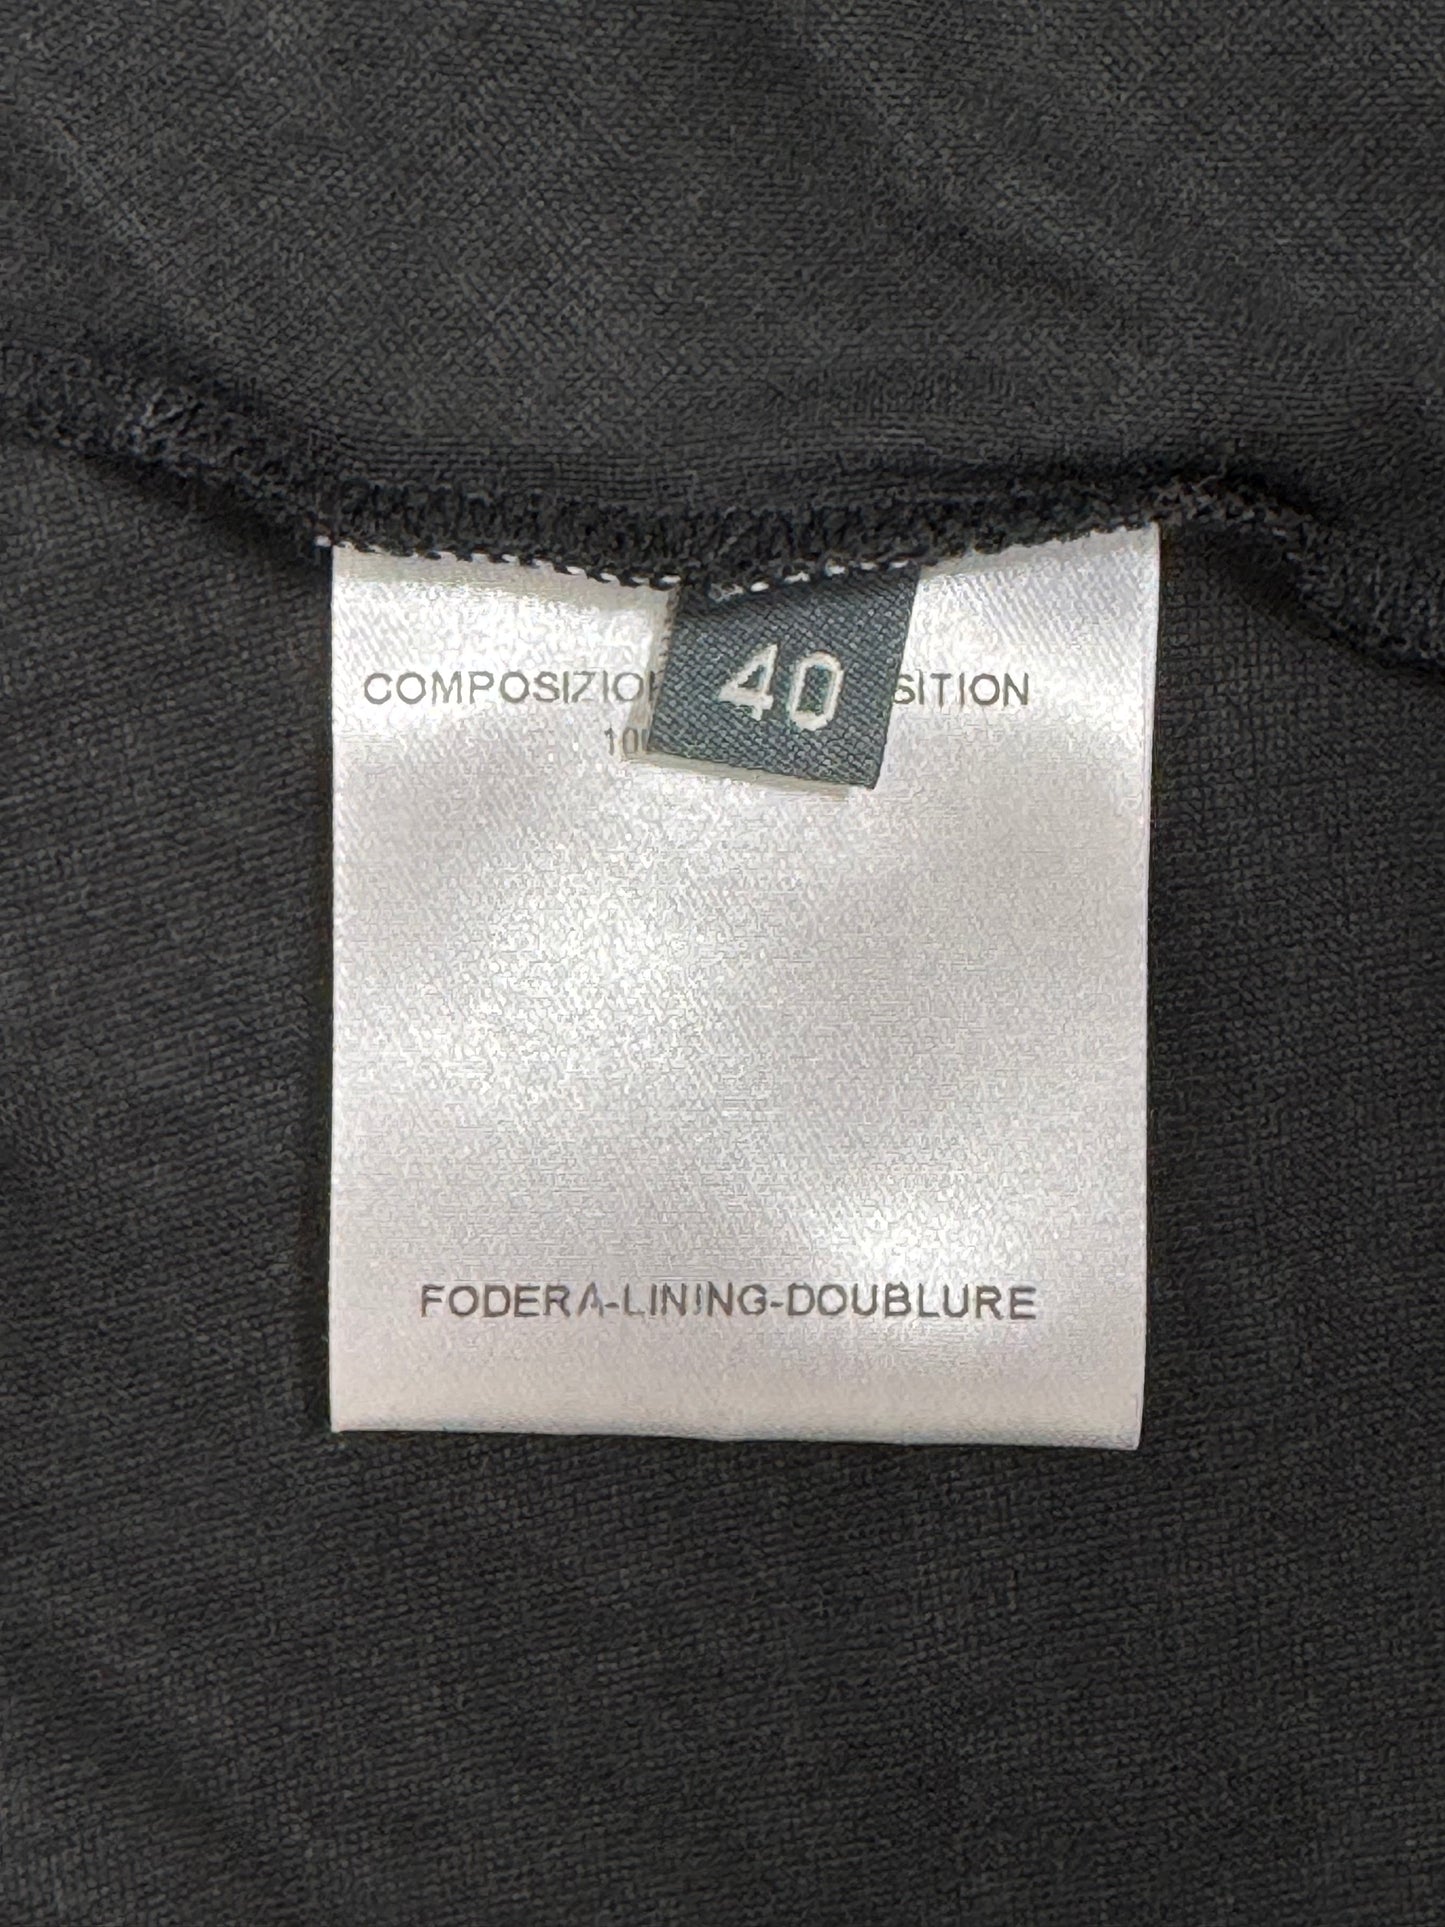 40
COMPOSIZIO SITION
FODERA-LINING-DOUBLURE